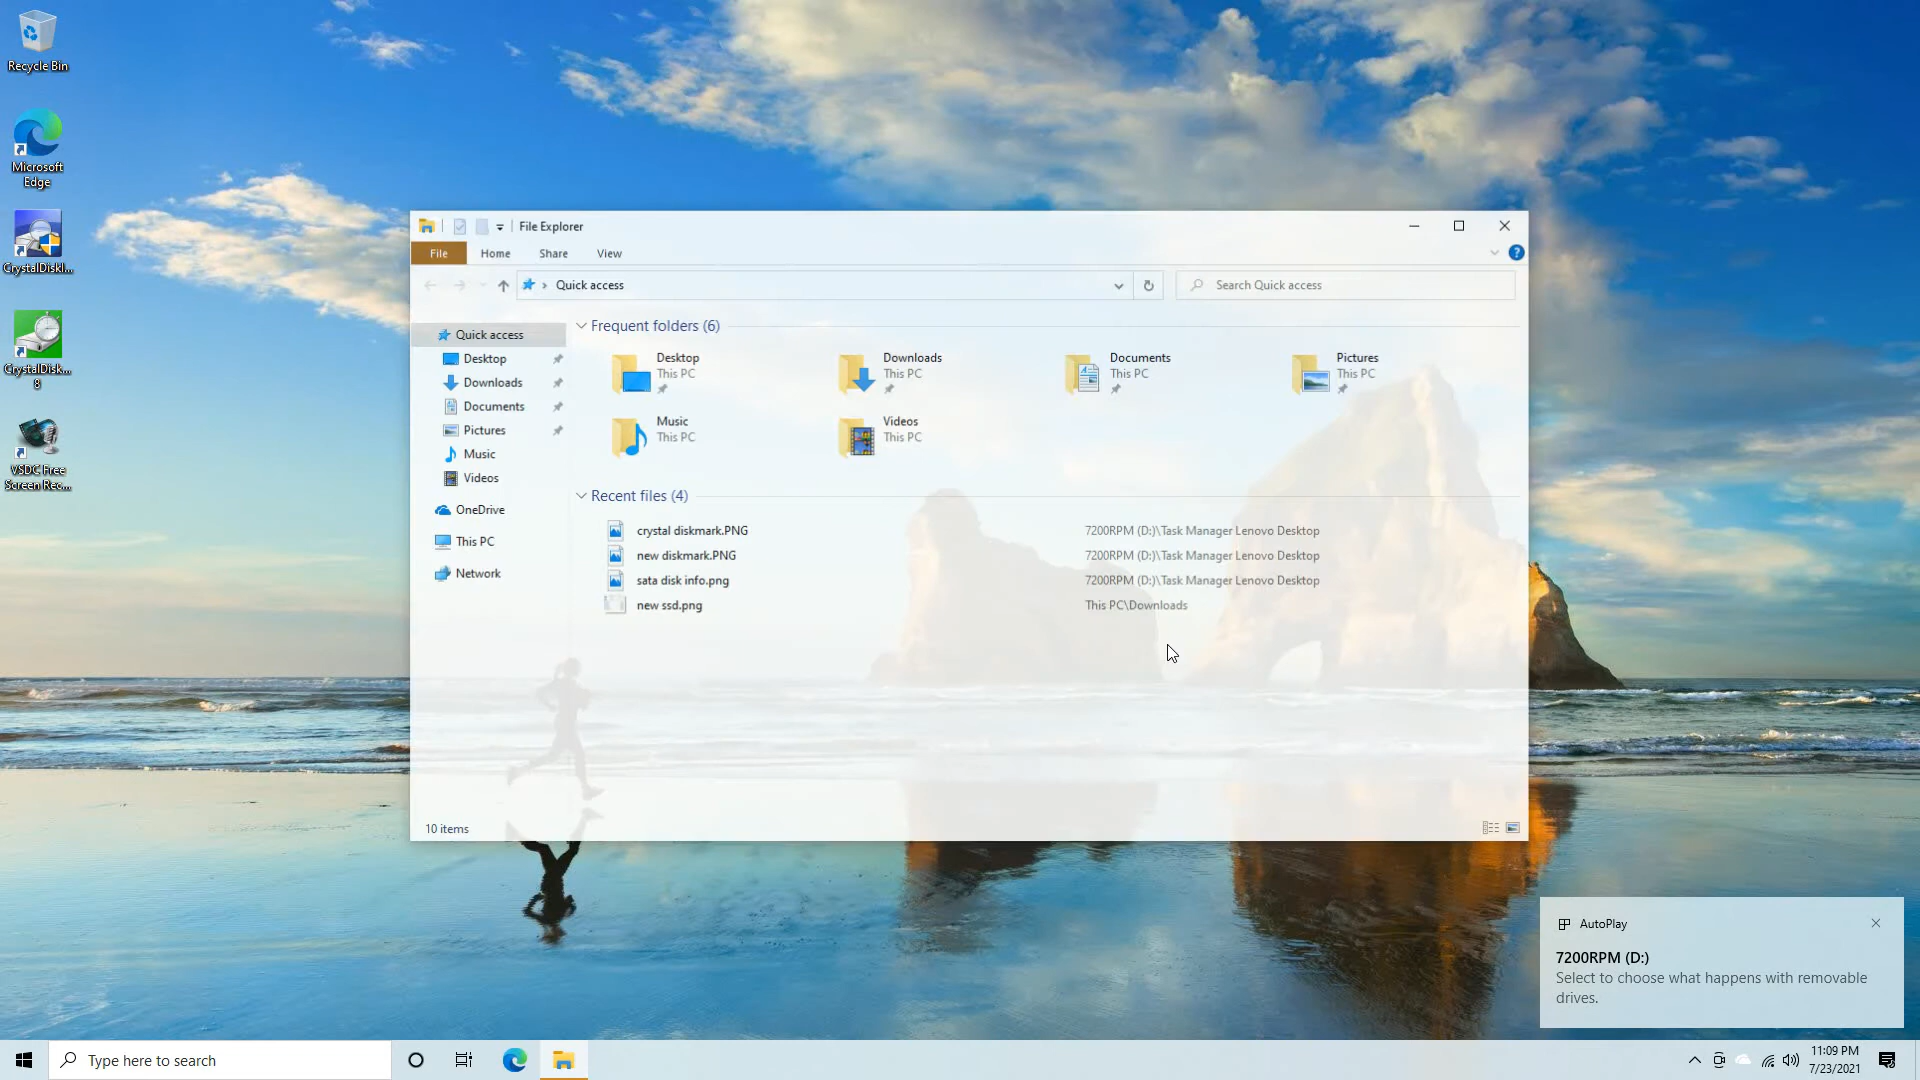 Recycle Bin
Microsoft
Edge
CrystalDiskI...
CrystalDisk...
8
VSDC Free
Screen Rec...
File Explorer
File
Home
Share
View
Quick access
Search Quick access
Quick access
Desktop
Downloads
Documents
Pictures
Music
Videos
OneDrive
This PC
Network
Frequent folders (6)
Desktop
This PC
Downloads
This PC
Documents
This PC
Pictures
This PC
Music
This PC
Videos
This PC
Recent files (4)
crystal diskmark.PNG
7200RPM (D:)\Task Manager Lenovo Desktop
new diskmark.PNG
7200RPM (D:)\Task Manager Lenovo Desktop
sata disk info.png
7200RPM (D:)\Task Manager Lenovo Desktop
new ssd.png
This PC\Downloads
10 items
AutoPlay
7200RPM (D:)
Select to choose what happens with removable
drives.
Type here to search
11:09 PM
7/23/2021